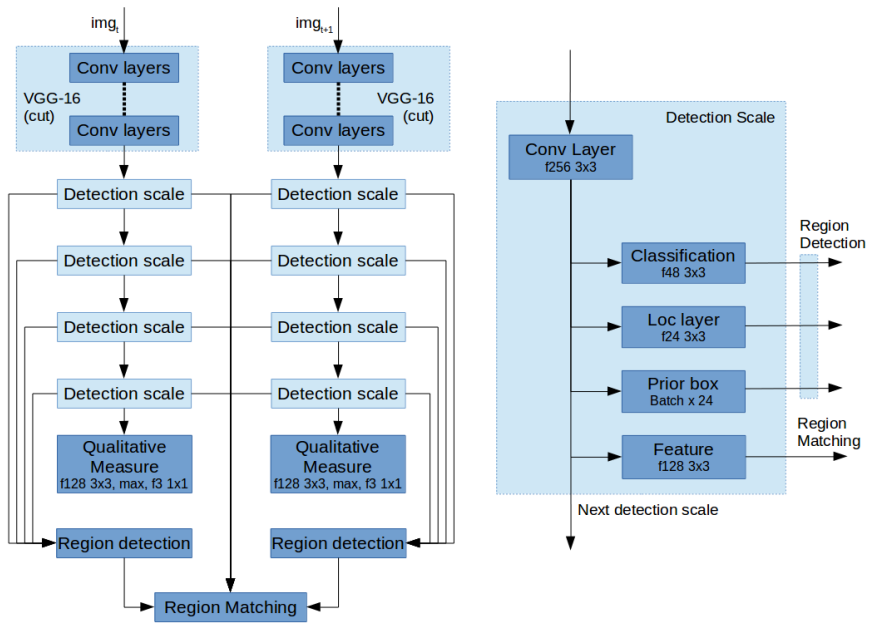 img_t
Conv layers
VGG-16
(cut)
Conv layers
Detection scale
Detection scale
Detection scale
Detection scale
Qualitative
Measure
f128 3x3, max, f3 1x1
Region detection
img_t+1
Conv layers
VGG-16
(cut)
Conv layers
Detection scale
Detection scale
Detection scale
Detection scale
Qualitative
Measure
f128 3x3, max, f3 1x1
Region detection
Region Matching
Detection Scale
Conv Layer
f256 3x3
Classification
f48 3x3
Loc layer
f24 3x3
Prior box
Batch x 24
Feature
f128 3x3
Region
Detection
Region
Matching
Next detection scale